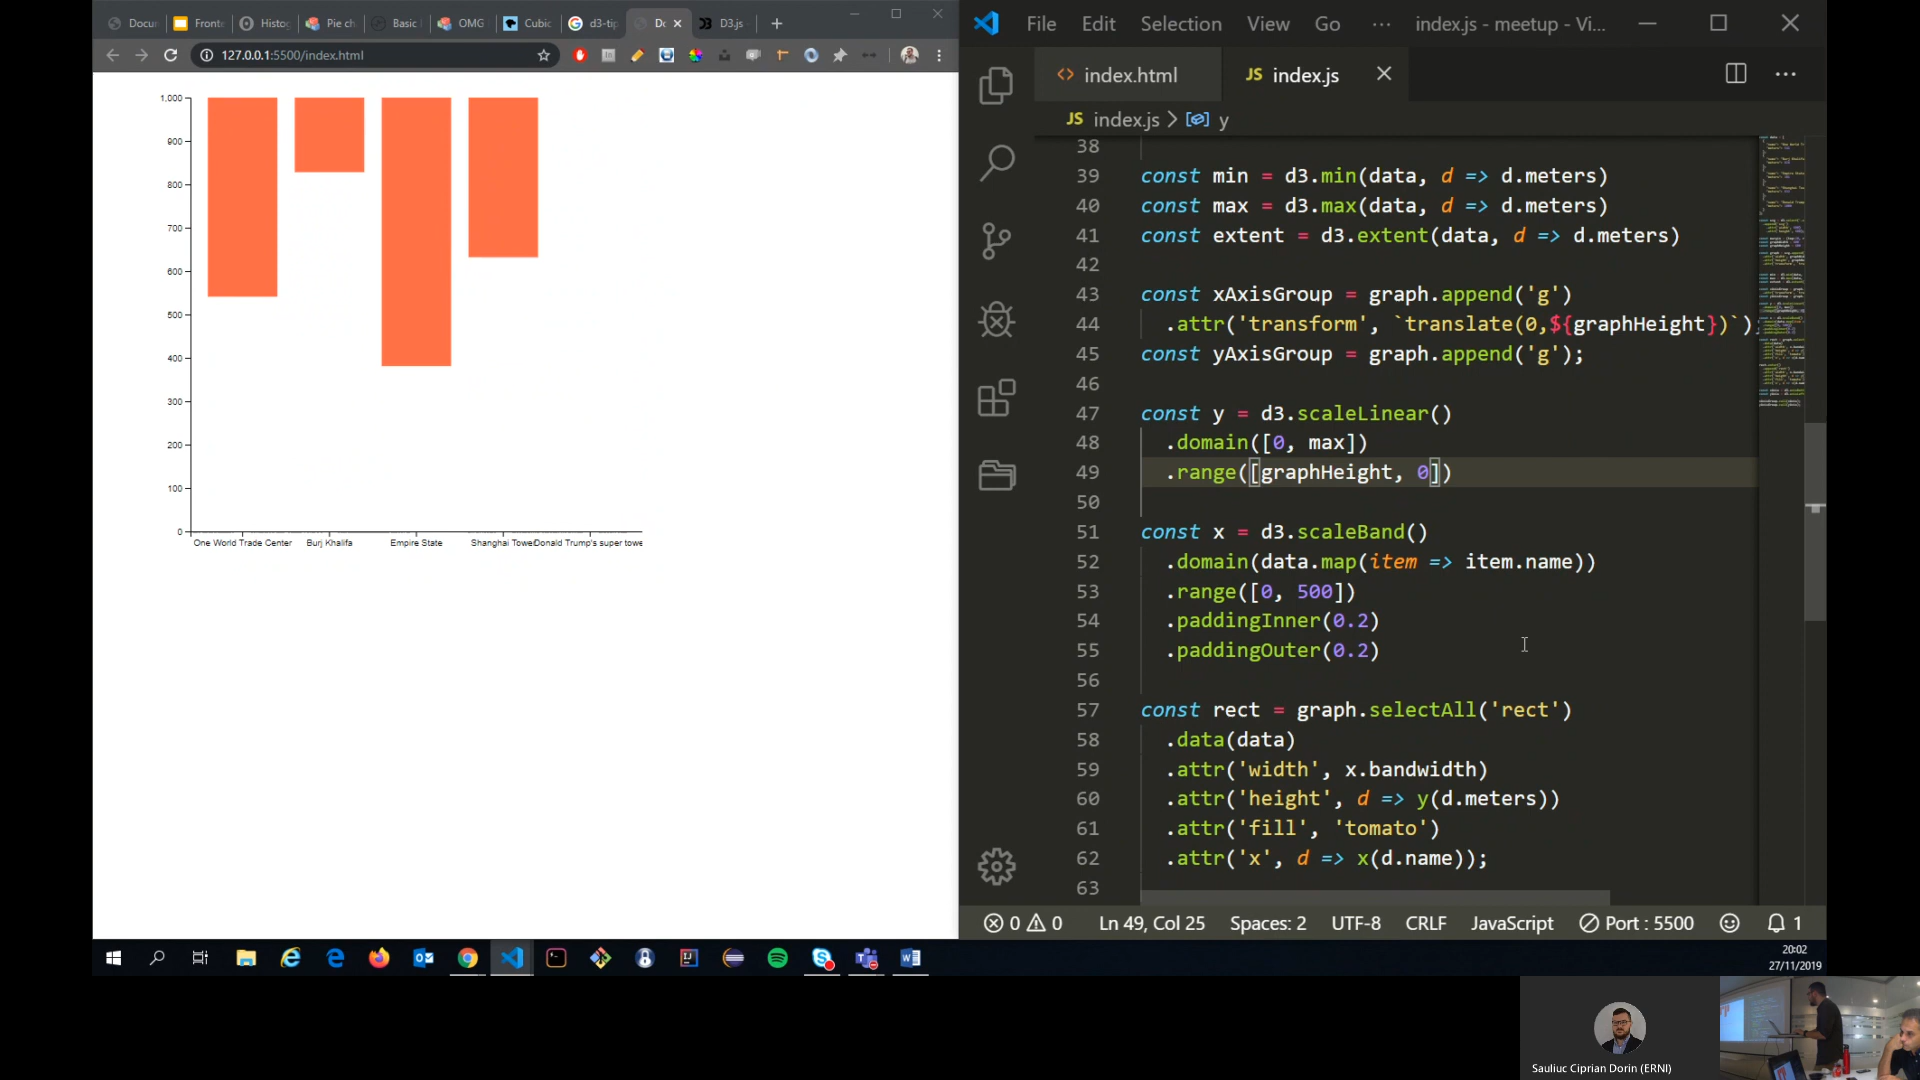 Docu
Fronte
Histog
Pie ch
Basic
OMG
Cubic
d3-tip
Do
D3.js
127.0.0.1:5500/index.html
1,000
900
800
700
600
500
400
300
200
100
0
One World Trade Center
Burj Khalifa
Empire State
Shanghai Tower
Donald Trump's super towe
File Edit Selection View Go ··· index.js - meetup - Vi...
index.html
JS index.js
JS index.js > y
38
39 const min = d3.min(data, d => d.meters)
40 const max = d3.max(data, d => d.meters)
41 const extent = d3.extent(data, d => d.meters)
42
43 const xAxisGroup = graph.append('g')
44 .attr('transform', `translate(0,${graphHeight})`)
45 const yAxisGroup = graph.append('g');
46
47 const y = d3.scaleLinear()
48 .domain([0, max])
49 .range([graphHeight, 0])
50
51 const x = d3.scaleBand()
52 .domain(data.map(item => item.name))
53 .range([0, 500])
54 .paddingInner(0.2)
55 .paddingOuter(0.2)
56
57 const rect = graph.selectAll('rect')
58 .data(data)
59 .attr('width', x.bandwidth)
60 .attr('height', d => y(d.meters))
61 .attr('fill', 'tomato')
62 .attr('x', d => x(d.name));
63
0 0 Ln 49, Col 25 Spaces: 2 UTF-8 CRLF JavaScript Port : 5500 1
20:02
27/11/2019
Sauliuc Ciprian Dorin (ERNI)